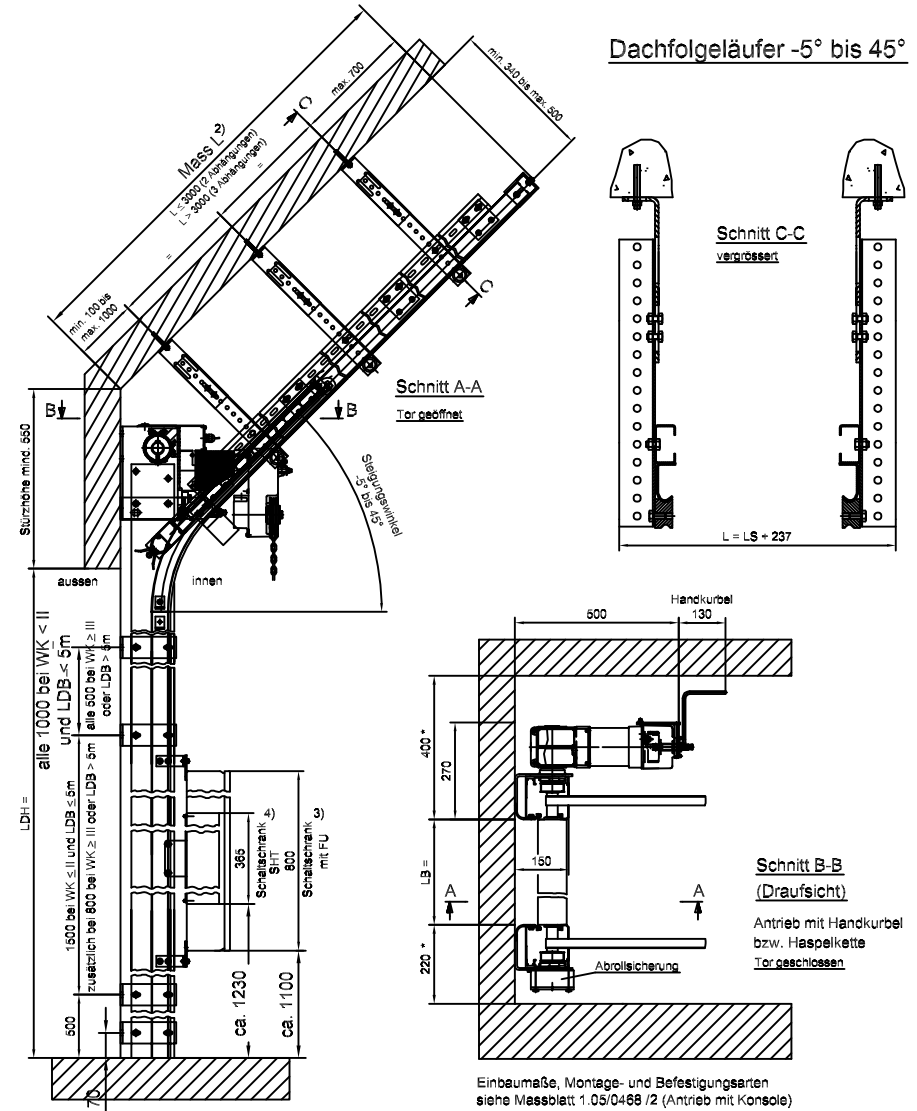 Dachfolgeläufer -5° bis 45°
max. 700
min. 340 bis max. 500
C
Mass L 2)
L ≤ 3000 (2 Abhängungen)
L > 3000 (3 Abhängungen)
=
=
min. 100 bis
max. 1000
C
Schnitt C-C
vergrössert
L = LS + 237
Schnitt A-A
Tor geöffnet
B
B
Sturzhöhe mind. 550
Steigungswinkel
-5° bis 45°
aussen
innen
alle 1000 bei WK < II
und LDB < 5m
alle 500 bei WK ≥ III
oder LDB > 5m
LDH =
1500 bei WK ≤ II und LDB ≤ 5m
zusätzlich bei 800 bei WK ≥ III oder LDB > 5m
500
70
365
Schaltschrank 4)
SHT
800
Schaltschrank 3)
mit FU
ca. 1230
ca. 1100
Handkurbel
500
130
400 *
270
LB =
150
A
A
220 *
Abrollsicherung
Schnitt B-B
(Draufsicht)
Antrieb mit Handkurbel
bzw. Haspelkette
Tor geschlossen
Einbaumaße, Montage- und Befestigungsarten
siehe Massblatt 1.05/0468 /2 (Antrieb mit Konsole)